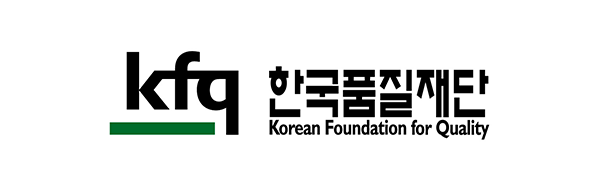 kfq
한국품질재단
Korean Foundation for Quality